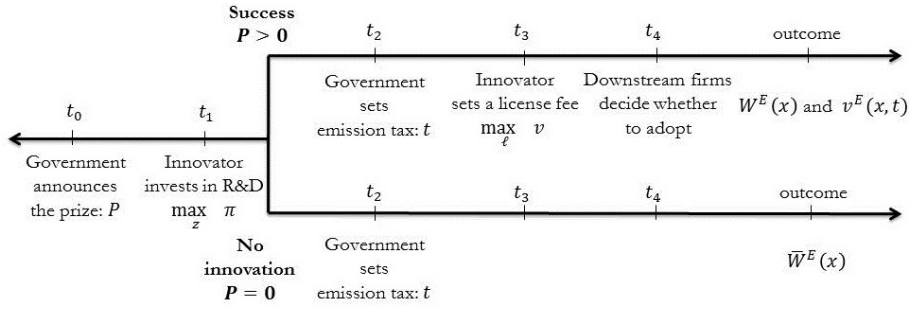 Success
P > 0
t₂
t₃
t₄
outcome
Government
sets
emission tax: t
Innovator
sets a license fee
max v
ℓ
Downstream firms
decide whether
to adopt
W^E(x) and v^E(x, t)
t₀
t₁
Government
announces
the prize: P
Innovator
invests in R&D
max π
z
t₂
t₃
t₄
outcome
No
innovation
P = 0
Government
sets
emission tax: t
W̅^E(x)